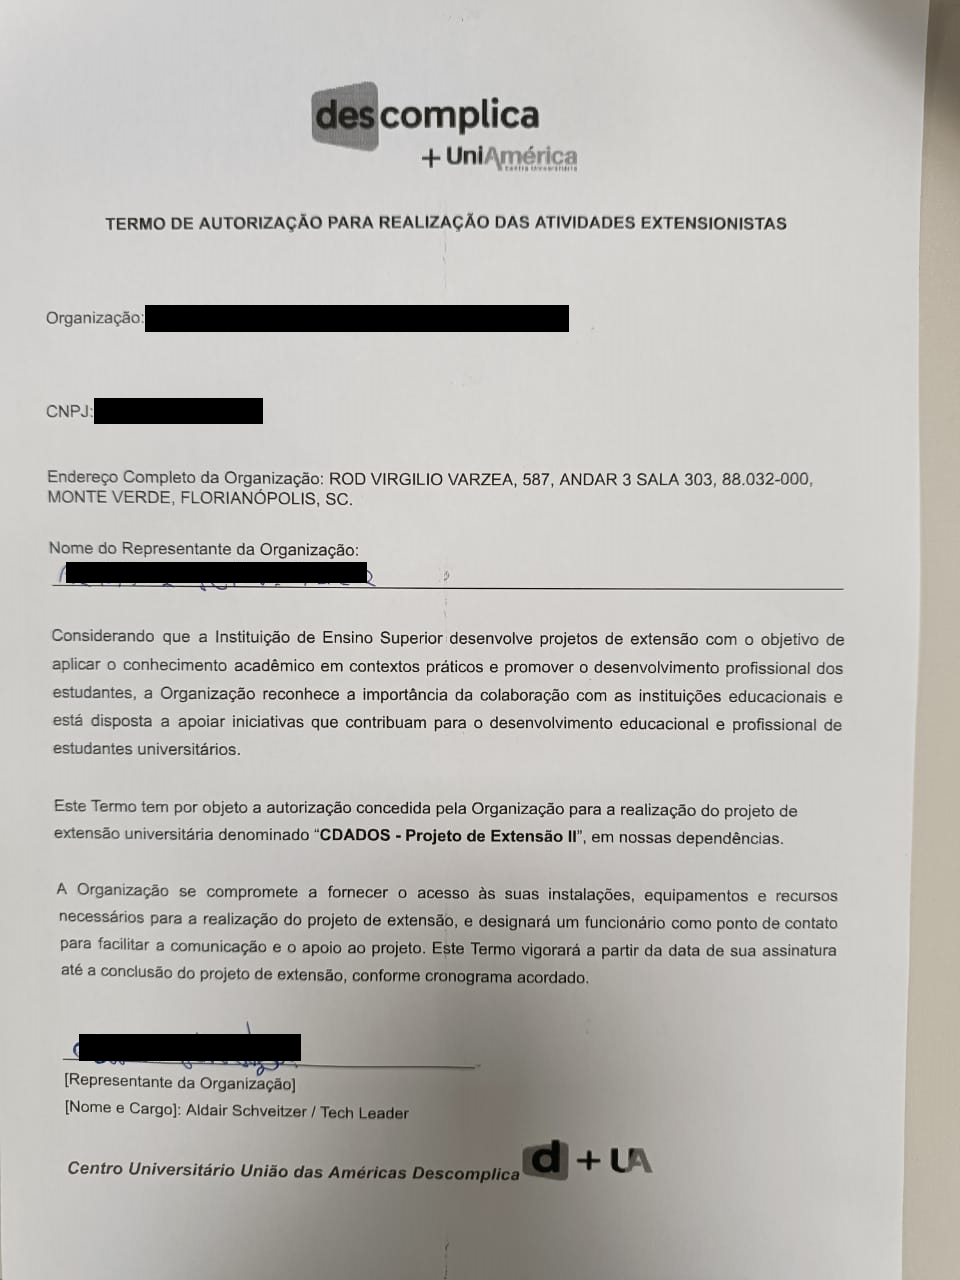 descomplica
+ UniAmérica
Centro Universitário
TERMO DE AUTORIZAÇÃO PARA REALIZAÇÃO DAS ATIVIDADES EXTENSIONISTAS
Organização:
CNPJ:
Endereço Completo da Organização: ROD VIRGILIO VARZEA, 587, ANDAR 3 SALA 303, 88.032-000,
MONTE VERDE, FLORIANÓPOLIS, SC.
Nome do Representante da Organização:
Considerando que a Instituição de Ensino Superior desenvolve projetos de extensão com o objetivo de
aplicar o conhecimento acadêmico em contextos práticos e promover o desenvolvimento profissional dos
estudantes, a Organização reconhece a importância da colaboração com as instituições educacionais e
está disposta a apoiar iniciativas que contribuam para o desenvolvimento educacional e profissional de
estudantes universitários.
Este Termo tem por objeto a autorização concedida pela Organização para a realização do projeto de
extensão universitária denominado “CDADOS - Projeto de Extensão II”, em nossas dependências.
A Organização se compromete a fornecer o acesso às suas instalações, equipamentos e recursos
necessários para a realização do projeto de extensão, e designará um funcionário como ponto de contato
para facilitar a comunicação e o apoio ao projeto. Este Termo vigorará a partir da data de sua assinatura
até a conclusão do projeto de extensão, conforme cronograma acordado.
[Representante da Organização]
[Nome e Cargo]: Aldair Schveitzer / Tech Leader
Centro Universitário União das Américas Descomplica d + UA